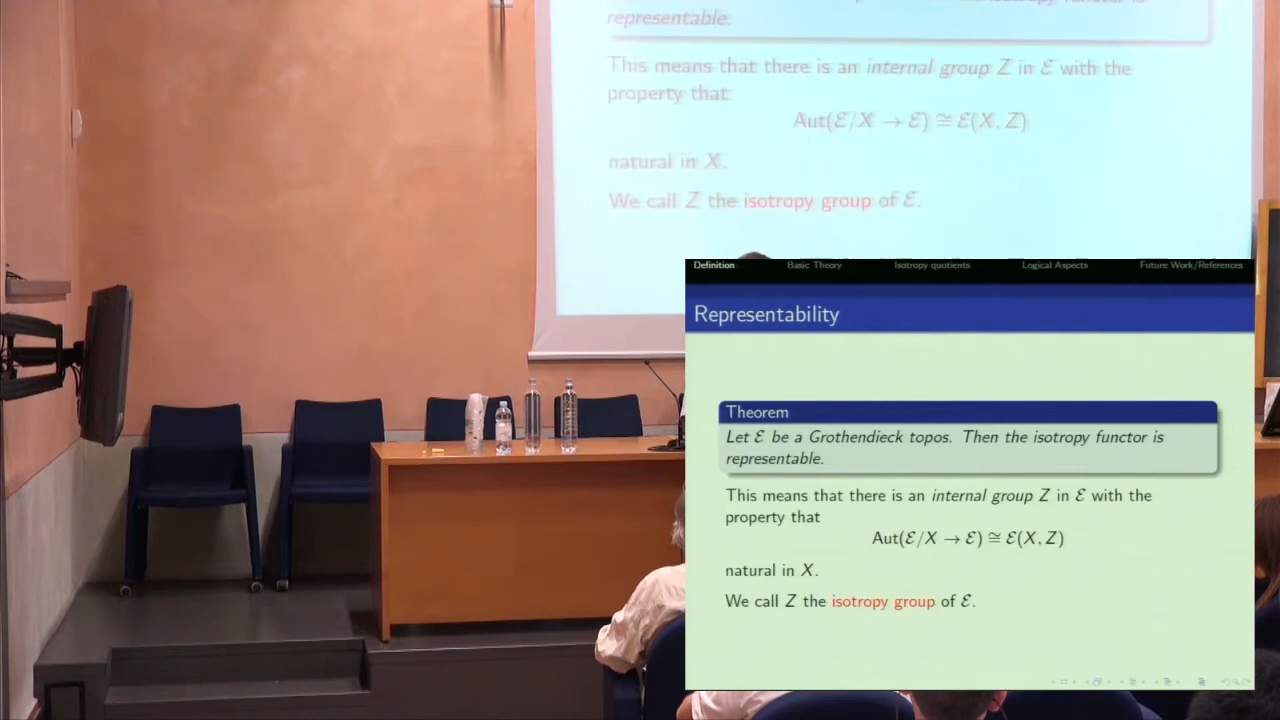 representable.
This means that there is an internal group Z in ℰ with the
property that:
Aut(ℰ/X → ℰ) ≅ ℰ(X, Z)
natural in X.
We call Z the isotropy group of ℰ.
Definition Basic Theory Isotropy quotients Logical Aspects Future Work/References
Representability
Theorem
Let ℰ be a Grothendieck topos. Then the isotropy functor is
representable.
This means that there is an internal group Z in ℰ with the
property that
Aut(ℰ/X → ℰ) ≅ ℰ(X, Z)
natural in X.
We call Z the isotropy group of ℰ.